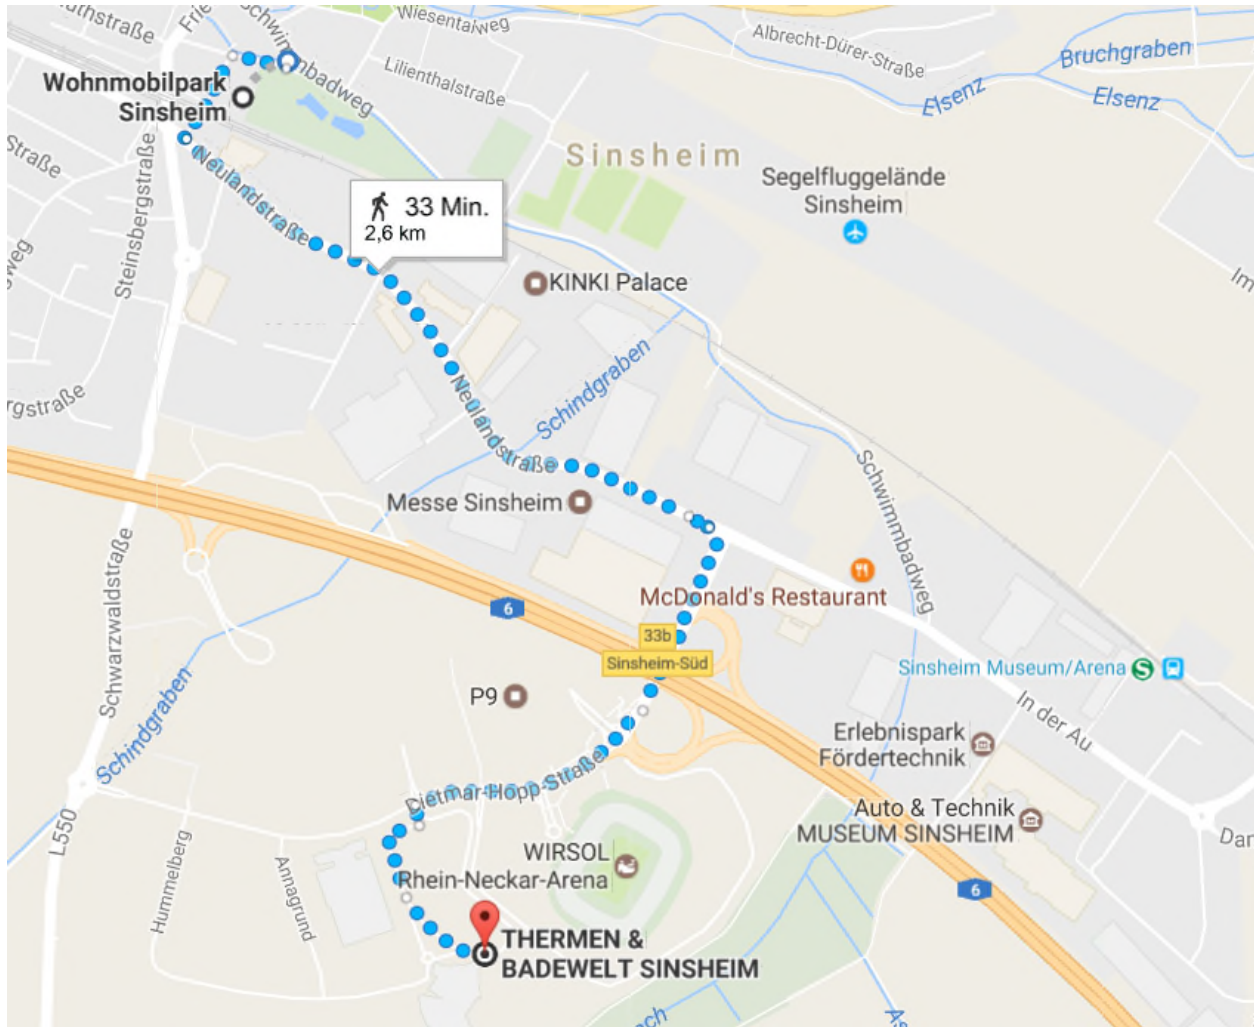 Wiesentalweg
Albrecht-Dürer-Straße
Bruchgraben
Elsenz
Elsenz
Lilienthalstraße
Wohnmobilpark
Sinsheim
Straße
Neulandstraße
Steinsbergstraße
Sinsheim
Segelfluggelände
Sinsheim
33 Min.
2,6 km
KINKI Palace
Schindgraben
Neulandstraße
Messe Sinsheim
Schwimmbadweg
McDonald's Restaurant
6
33b
Sinsheim-Süd
Schwarzwaldstraße
Schindgraben
P9
Sinsheim Museum/Arena
S
In der Au
Erlebnispark
Fördertechnik
Auto & Technik
MUSEUM SINSHEIM
Dietmar-Hopp-Straße
L550
Hummelberg
Annagrund
WIRSOL
Rhein-Neckar-Arena
6
THERMEN &
BADEWELT SINSHEIM